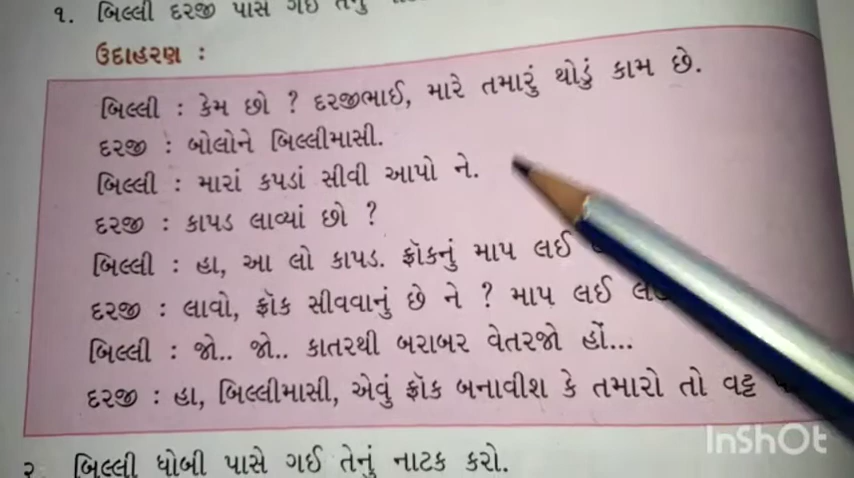 ૧. બિલ્લી દરજી પાસે ગઈ તેનું
ઉદાહરણ :
બિલ્લી : કેમ છો ? દરજીભાઈ, મારે તમારું થોડું કામ છે.
દરજી : બોલોને બિલ્લીમાસી.
બિલ્લી : મારાં કપડાં સીવી આપો ને.
દરજી : કાપડ લાવ્યાં છો ?
બિલ્લી : હા, આ લો કાપડ. ફ્રૉકનું માપ લઈ
દરજી : લાવો, ફ્રૉક સીવવાનું છે ને ? માપ લઈ
બિલ્લી : જો.. જો.. કાતરથી બરાબર વેતરજો હોં...
દરજી : હા, બિલ્લીમાસી, એવું ફ્રૉક બનાવીશ કે તમારો તો વટ્ટ
૨. બિલ્લી ધોબી પાસે ગઈ તેનું નાટક કરો.
InShOt